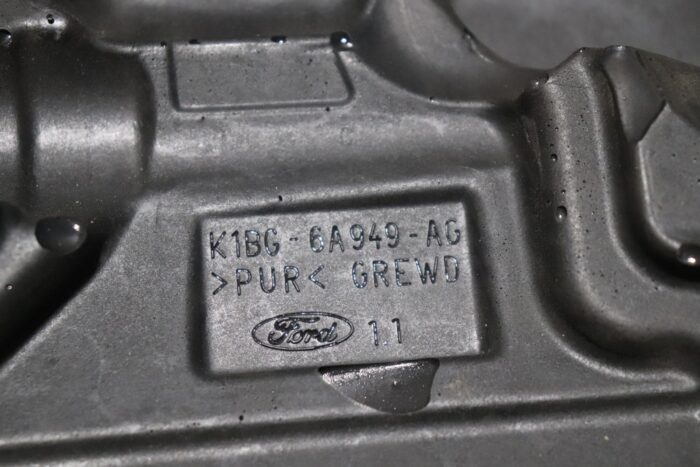 K1BG-6A949-AG
>PUR< GREWD
Ford 1.1